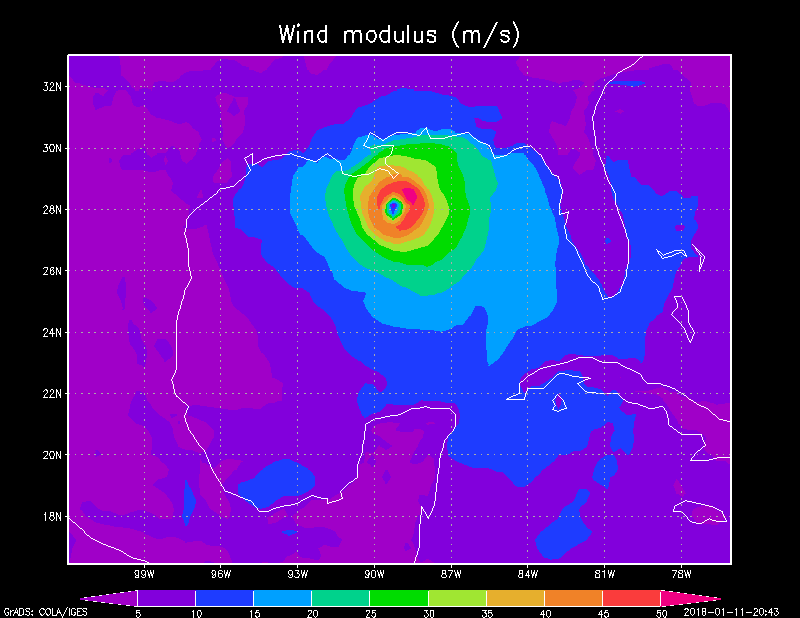 Wind modulus (m/s)
32N
30N
28N
26N
24N
22N
20N
18N
99W 96W 93W 90W 87W 84W 81W 78W
5 10 15 20 25 30 35 40 45 50
GrADS: COLA/IGES 2018-01-11-20:43